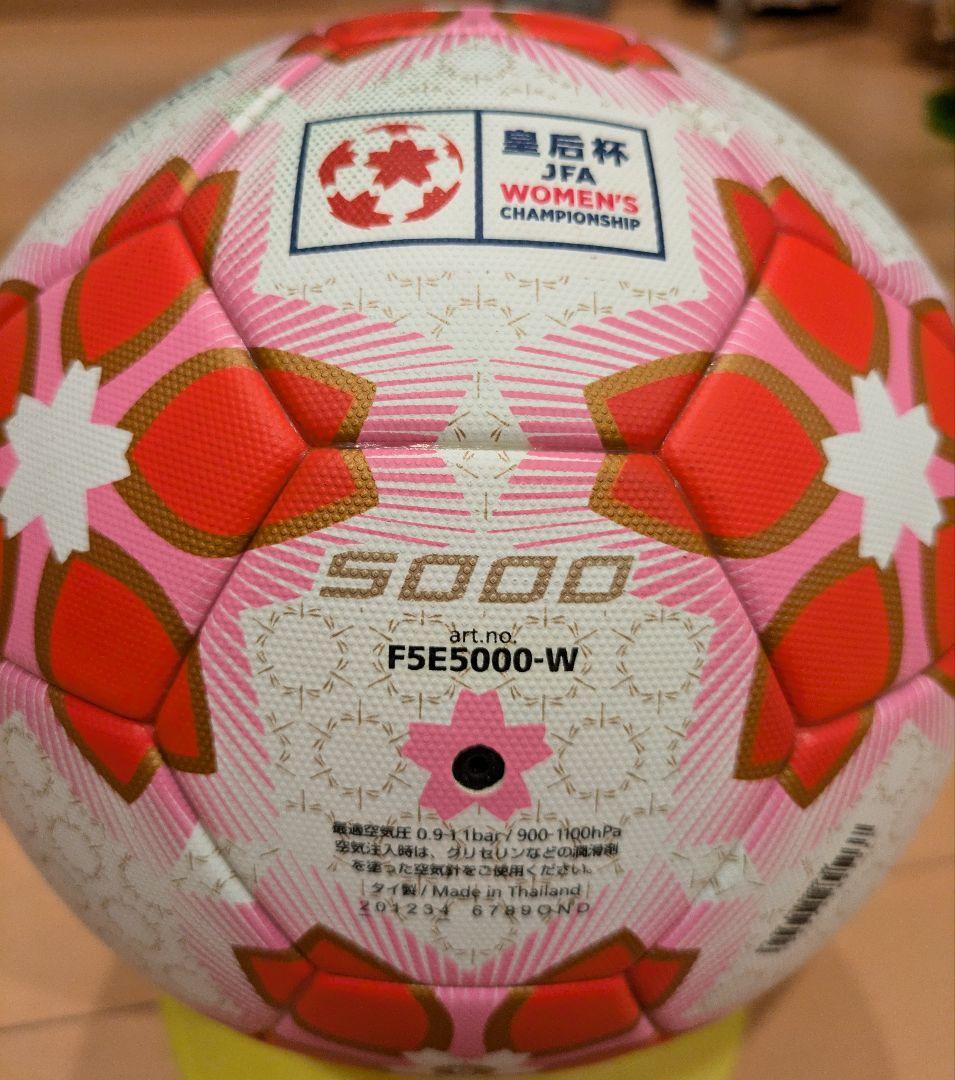 皇后杯
JFA
WOMEN'S
CHAMPIONSHIP
5000
art.no.
F5E5000-W
最適空気圧 0.9-1.1bar / 900-1100hPa
空気注入時は、グリセリンなどの潤滑剤
を塗った空気針をご使用ください。
タイ製 / Made in Thailand
201234 6789OND